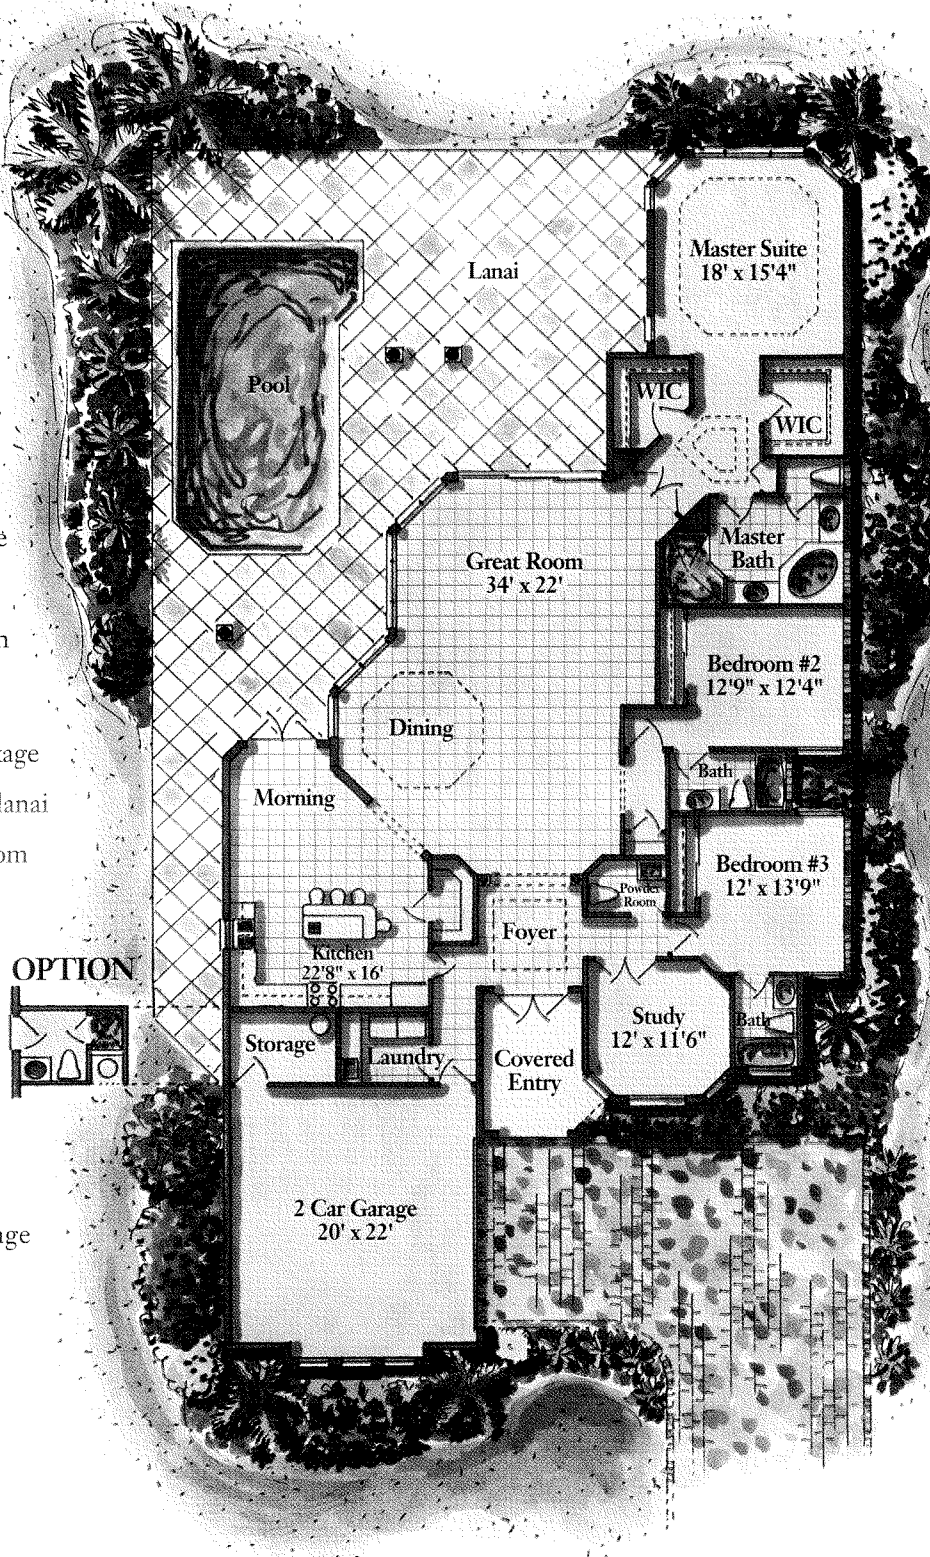 Master Suite
18' x 15'4"
Lanai
Pool
WIC
WIC
Master
Bath
Great Room
34' x 22'
Bedroom #2
12'9" x 12'4"
Dining
Bath
Morning
lanai
Bedroom #3
12' x 13'9"
Powder
Room
Foyer
Kitchen
22'8" x 16'
OPTION
Storage
Laundry
Covered
Entry
Study
12' x 11'6"
Bath
2 Car Garage
20' x 22'